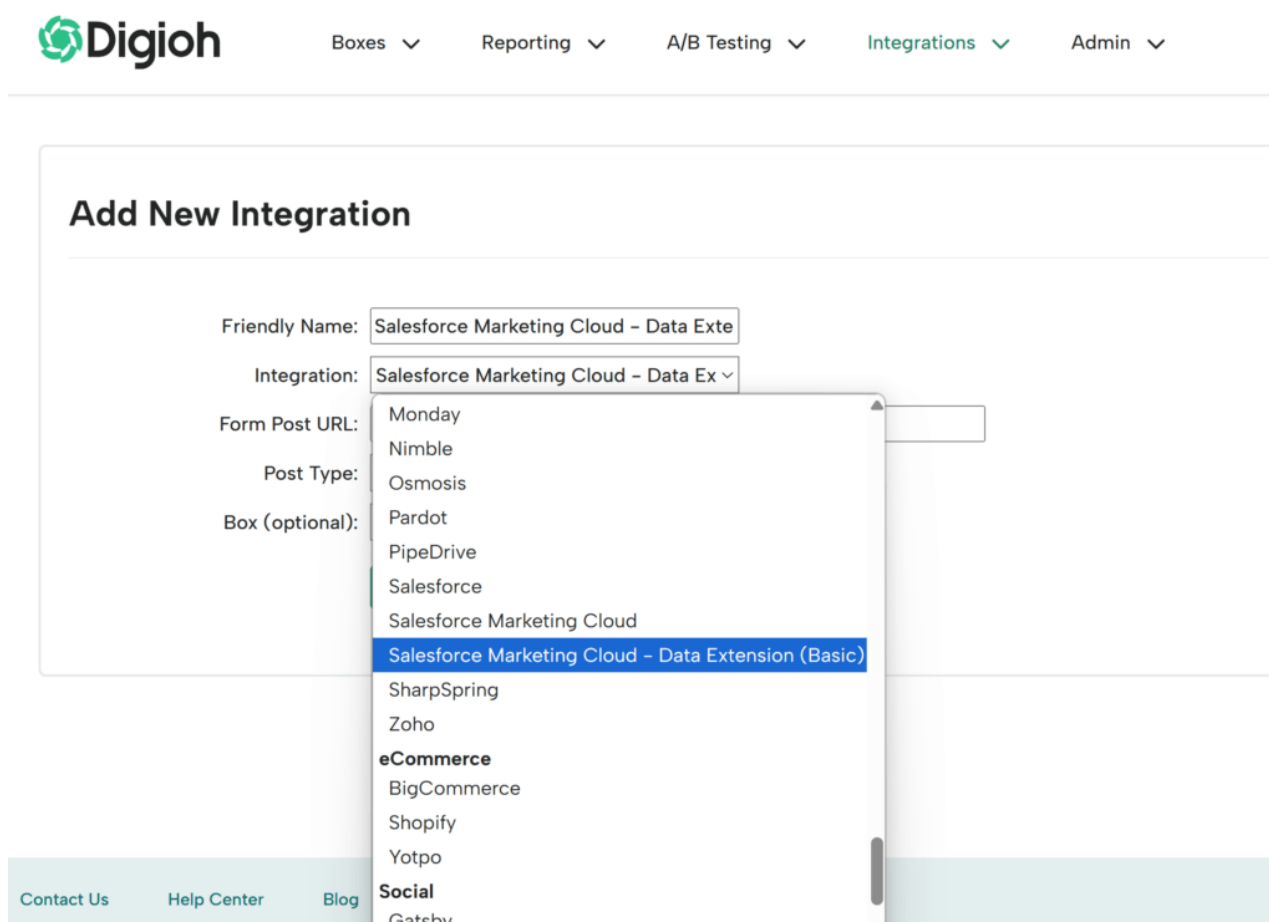 Digioh
Boxes
Reporting
A/B Testing
Integrations
Admin
Add New Integration
Friendly Name: Salesforce Marketing Cloud - Data Exte
Integration: Salesforce Marketing Cloud - Data Ex
Form Post URL:
Post Type:
Box (optional):
Monday
Nimble
Osmosis
Pardot
PipeDrive
Salesforce
Salesforce Marketing Cloud
Salesforce Marketing Cloud - Data Extension (Basic)
SharpSpring
Zoho
eCommerce
BigCommerce
Shopify
Yotpo
Social
Gatsby
Contact Us
Help Center
Blog